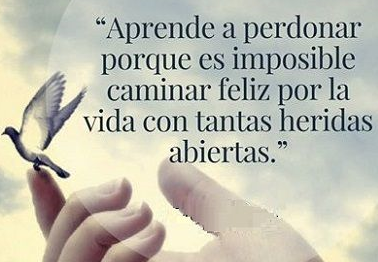 “Aprende a perdonar
porque es imposible
caminar feliz por la
vida con tantas heridas
abiertas.”